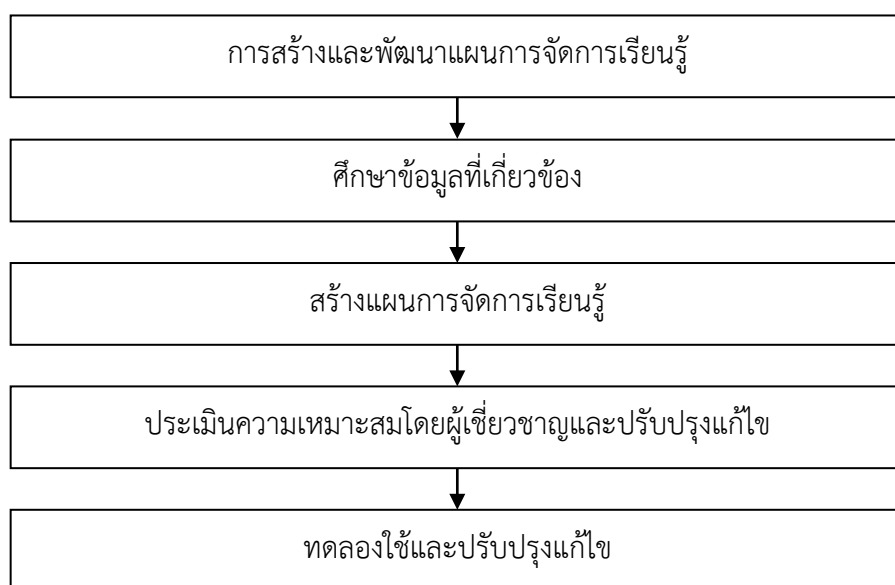 การสร้างและพัฒนาแผนการจัดการเรียนรู้
ศึกษาข้อมูลที่เกี่ยวข้อง
สร้างแผนการจัดการเรียนรู้
ประเมินความเหมาะสมโดยผู้เชี่ยวชาญและปรับปรุงแก้ไข
ทดลองใช้และปรับปรุงแก้ไข